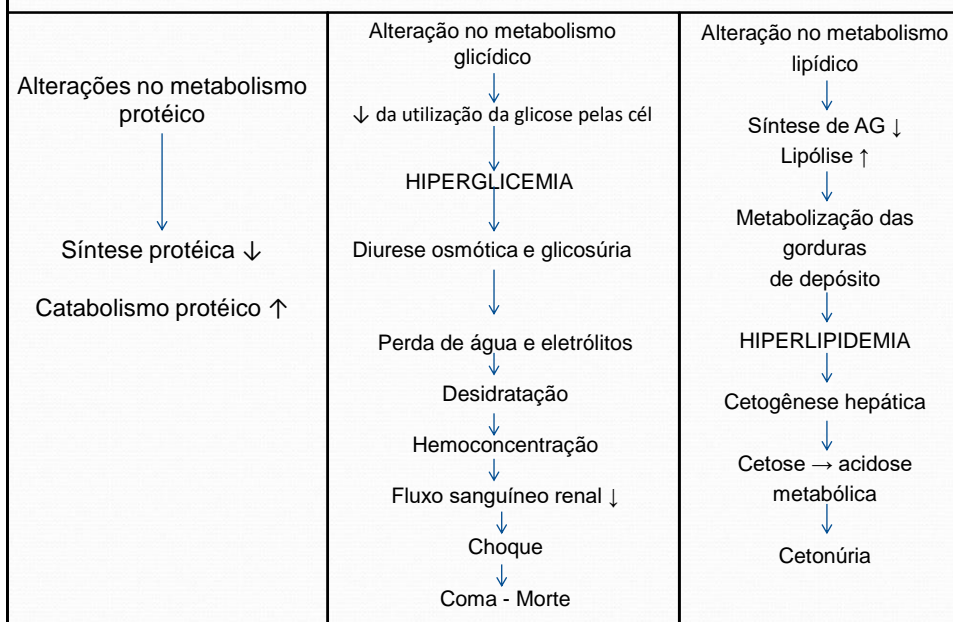 Alterações no metabolismo
protéico
Síntese protéica ↓
Catabolismo protéico ↑
Alteração no metabolismo
glicídico
↓ da utilização da glicose pelas cél
HIPERGLICEMIA
Diurese osmótica e glicosúria
Perda de água e eletrólitos
Desidratação
Hemoconcentração
Fluxo sanguíneo renal ↓
Choque
Coma - Morte
Alteração no metabolismo
lipídico
Síntese de AG ↓
Lipólise ↑
Metabolização das
gorduras
de depósito
HIPERLIPIDEMIA
Cetogênese hepática
Cetose → acidose
metabólica
Cetonúria